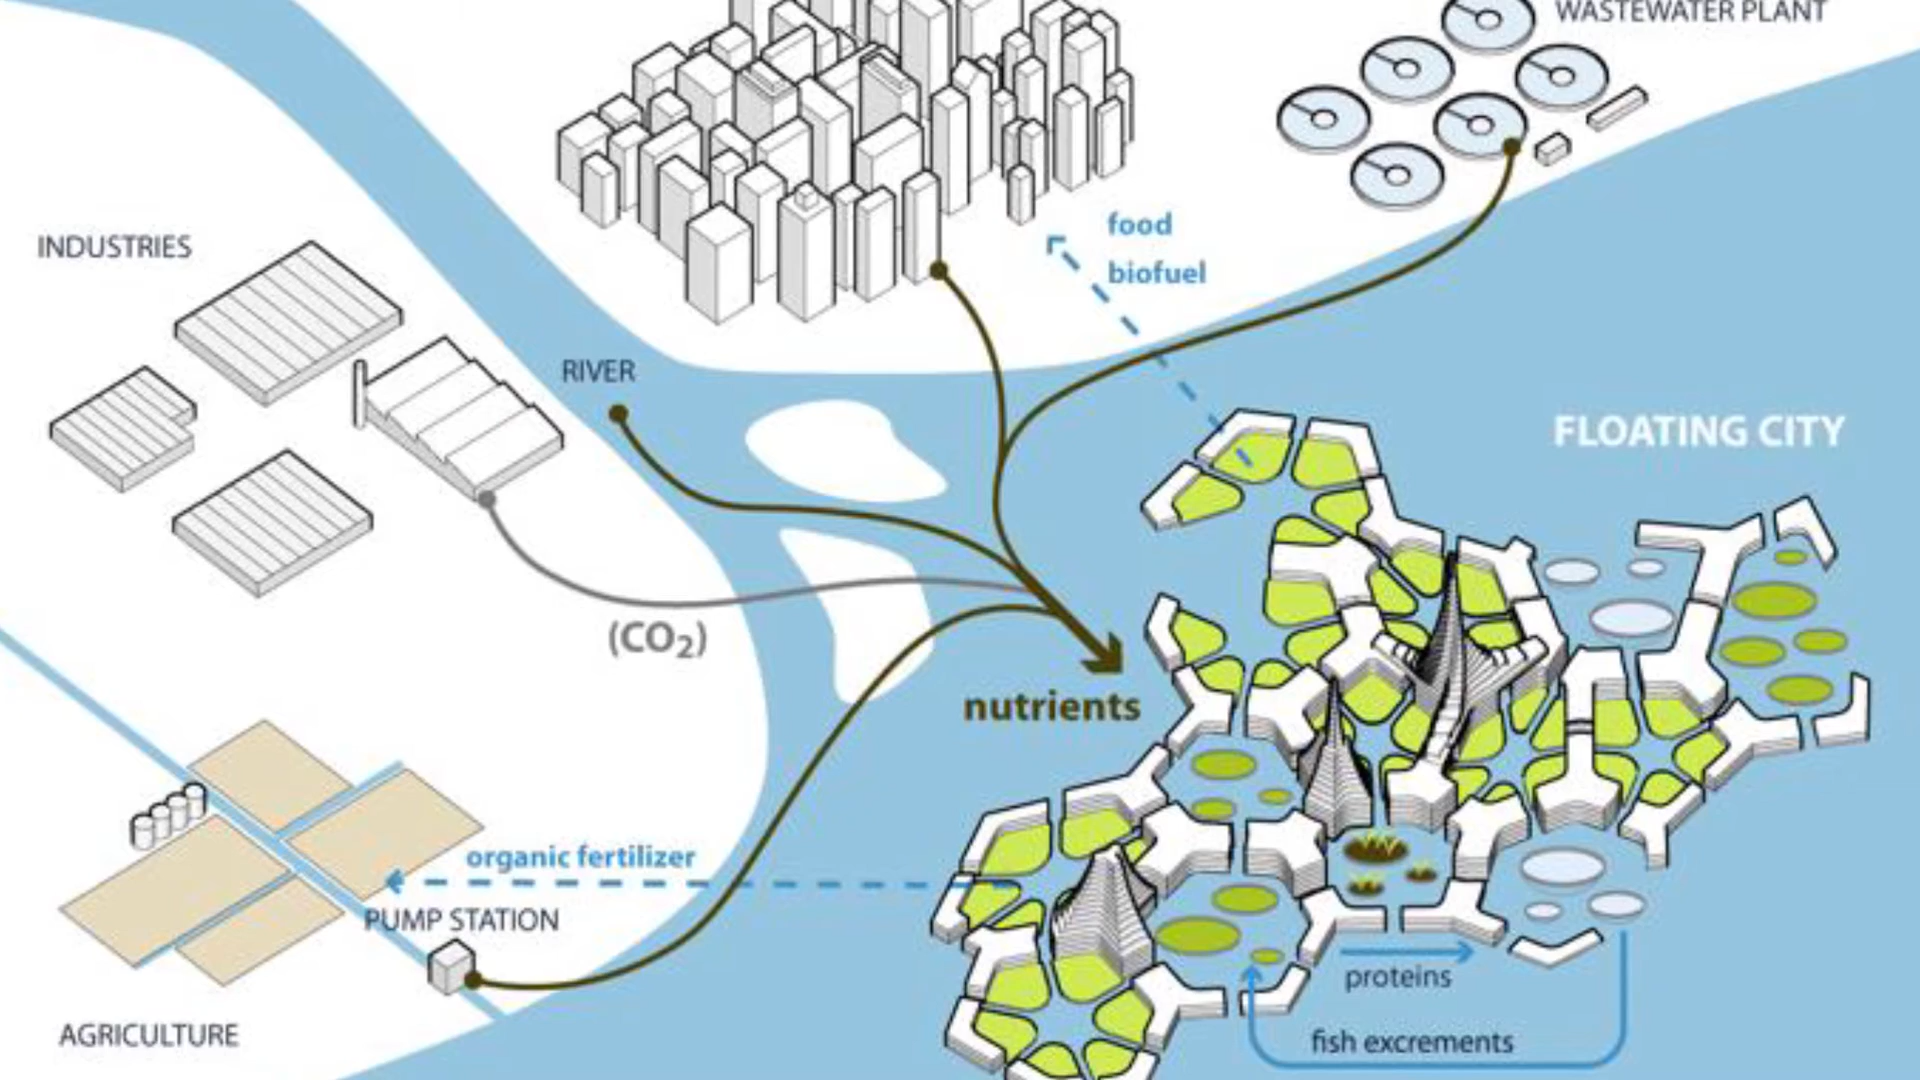 WASTEWATER PLANT
INDUSTRIES
food
biofuel
RIVER
FLOATING CITY
(CO₂)
nutrients
organic fertilizer
PUMP STATION
proteins
AGRICULTURE
fish excrements